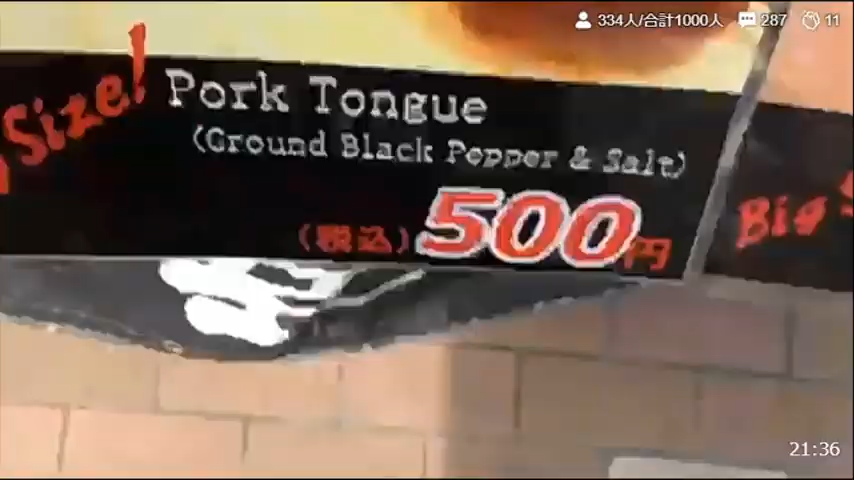 334人/合計1000人 287 11
Size!
Pork Tongue
(Ground Black Pepper & Salt)
(税込) 500円
Big
21:36